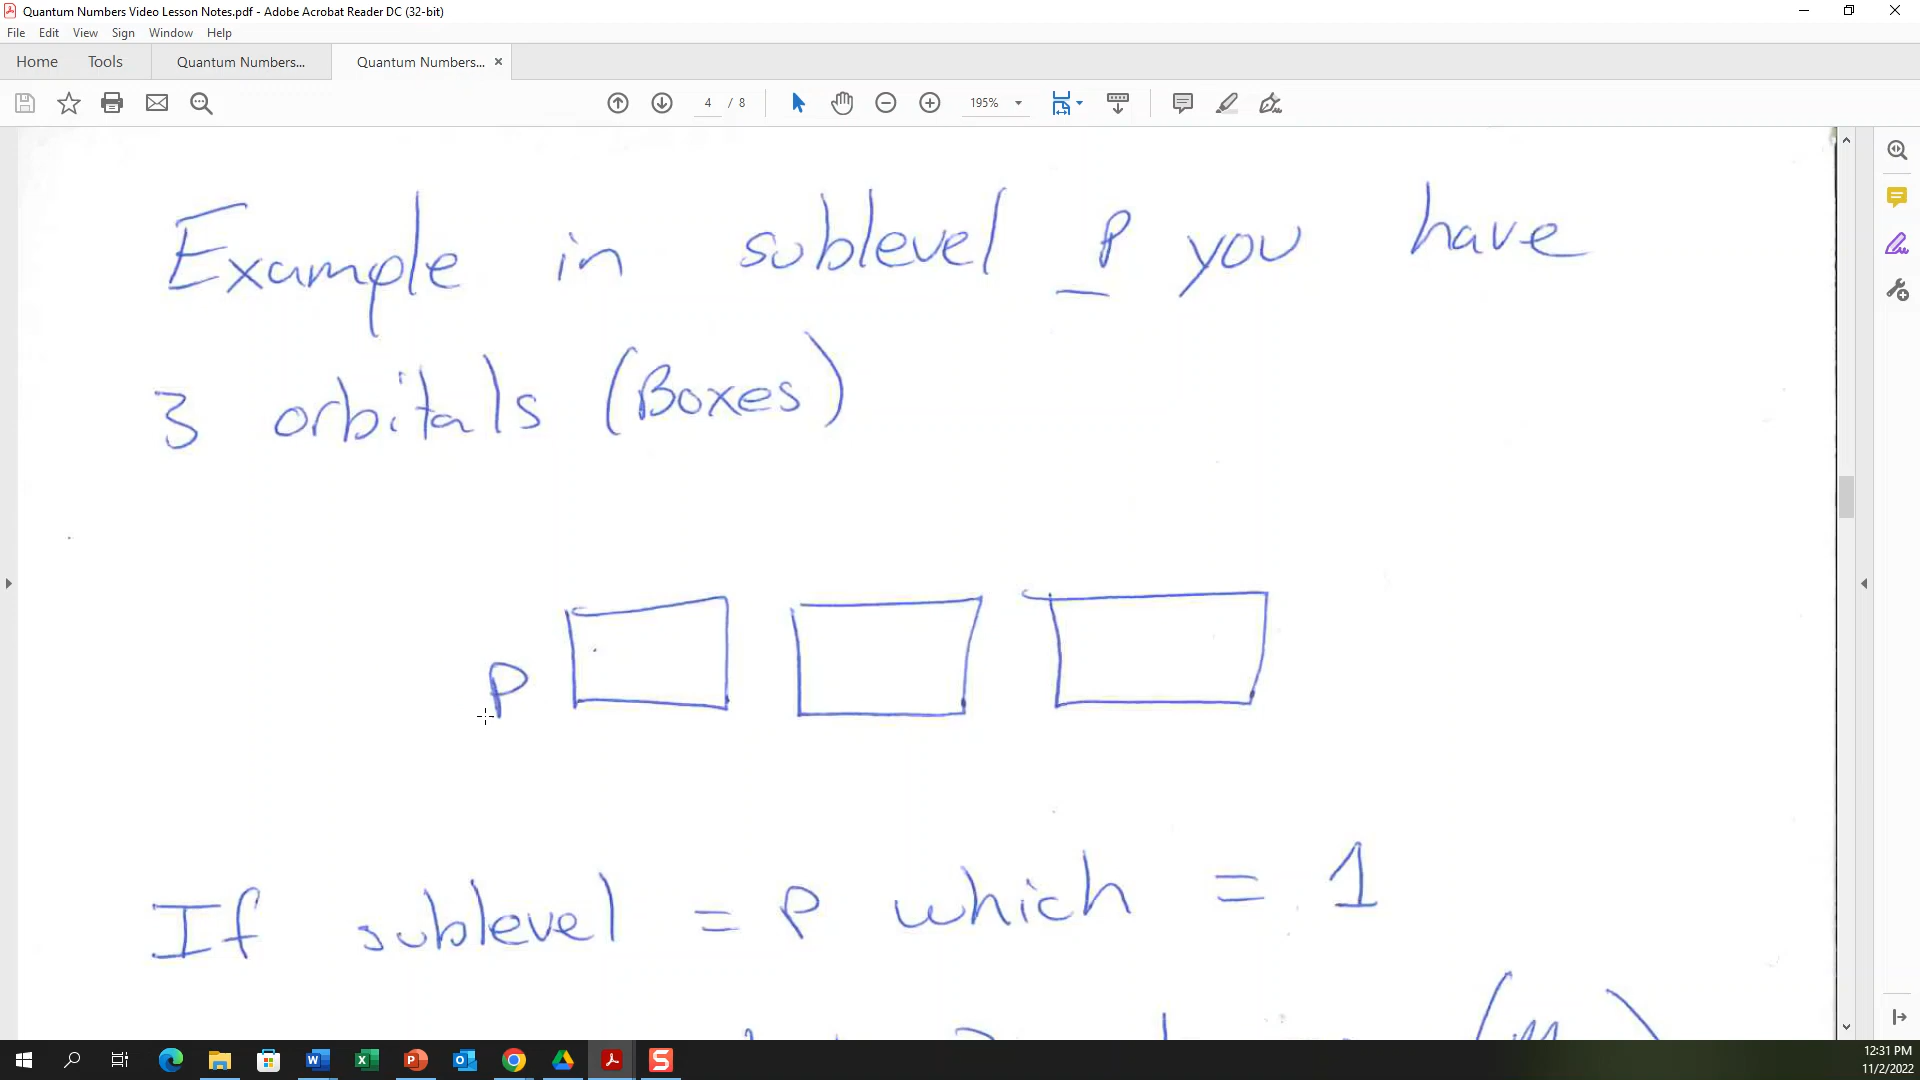 Quantum Numbers Video Lesson Notes.pdf - Adobe Acrobat Reader DC (32-bit)
File Edit View Sign Window Help
Home Tools Quantum Numbers... Quantum Numbers...
4 / 8 195%
Example in sublevel P you have
3 orbitals (Boxes)
P
If sublevel = P which = 1
12:31 PM
11/2/2022